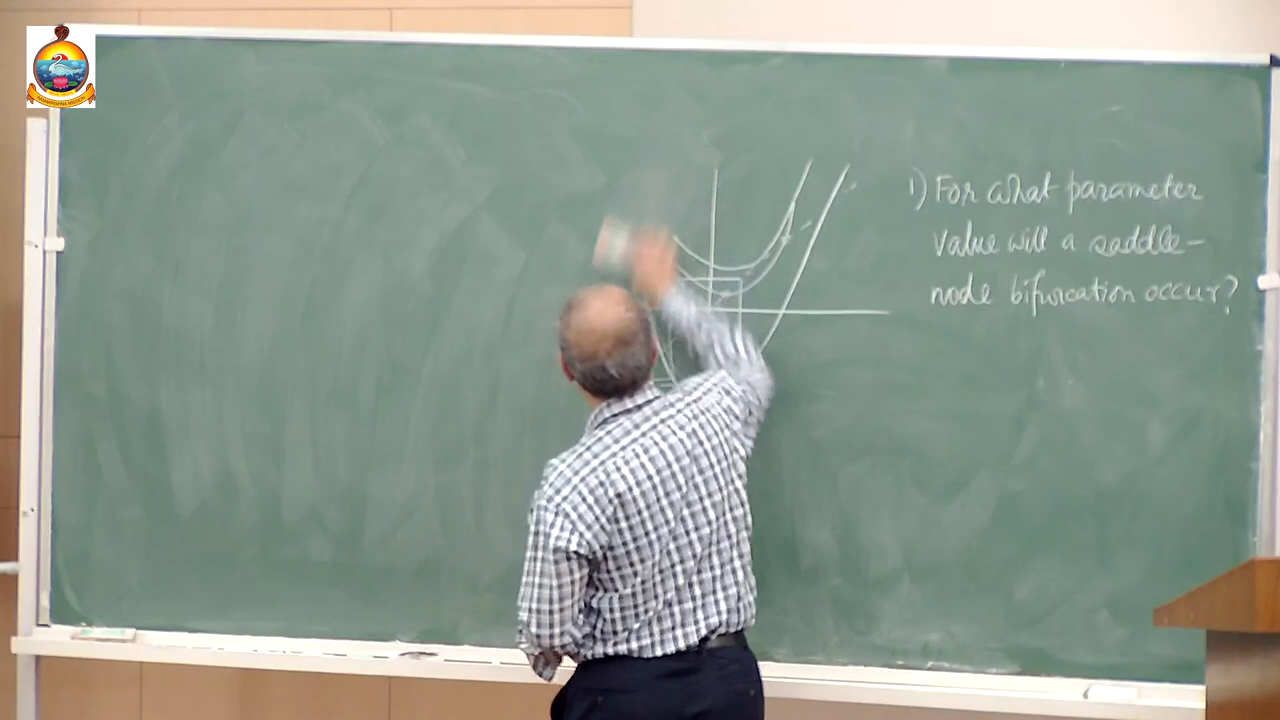 1) For what parameter
value will a saddle-
node bifurcation occur?